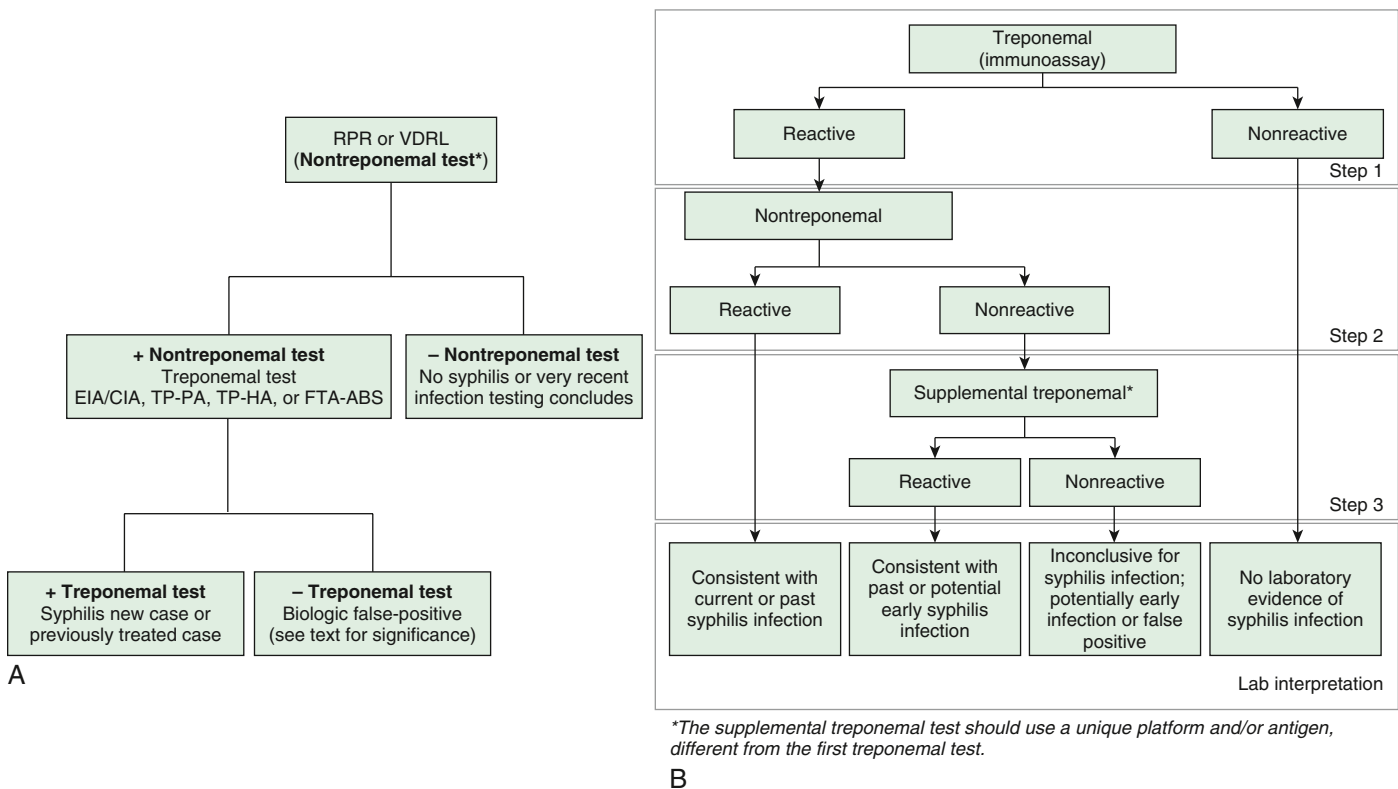 RPR or VDRL
(Nontreponemal test*)
+ Nontreponemal test
Treponemal test
EIA/CIA, TP-PA, TP-HA, or FTA-ABS
– Nontreponemal test
No syphilis or very recent
infection testing concludes
+ Treponemal test
Syphilis new case or
previously treated case
– Treponemal test
Biologic false-positive
(see text for significance)
A
Treponemal
(immunoassay)
Reactive
Nonreactive
Step 1
Nontreponemal
Reactive
Nonreactive
Step 2
Supplemental treponemal*
Reactive
Nonreactive
Step 3
Consistent with
current or past
syphilis infection
Consistent with
past or potential
early syphilis
infection
Inconclusive for
syphilis infection;
potentially early
infection or false
positive
No laboratory
evidence of
syphilis infection
Lab interpretation
*The supplemental treponemal test should use a unique platform and/or antigen,
different from the first treponemal test.
B